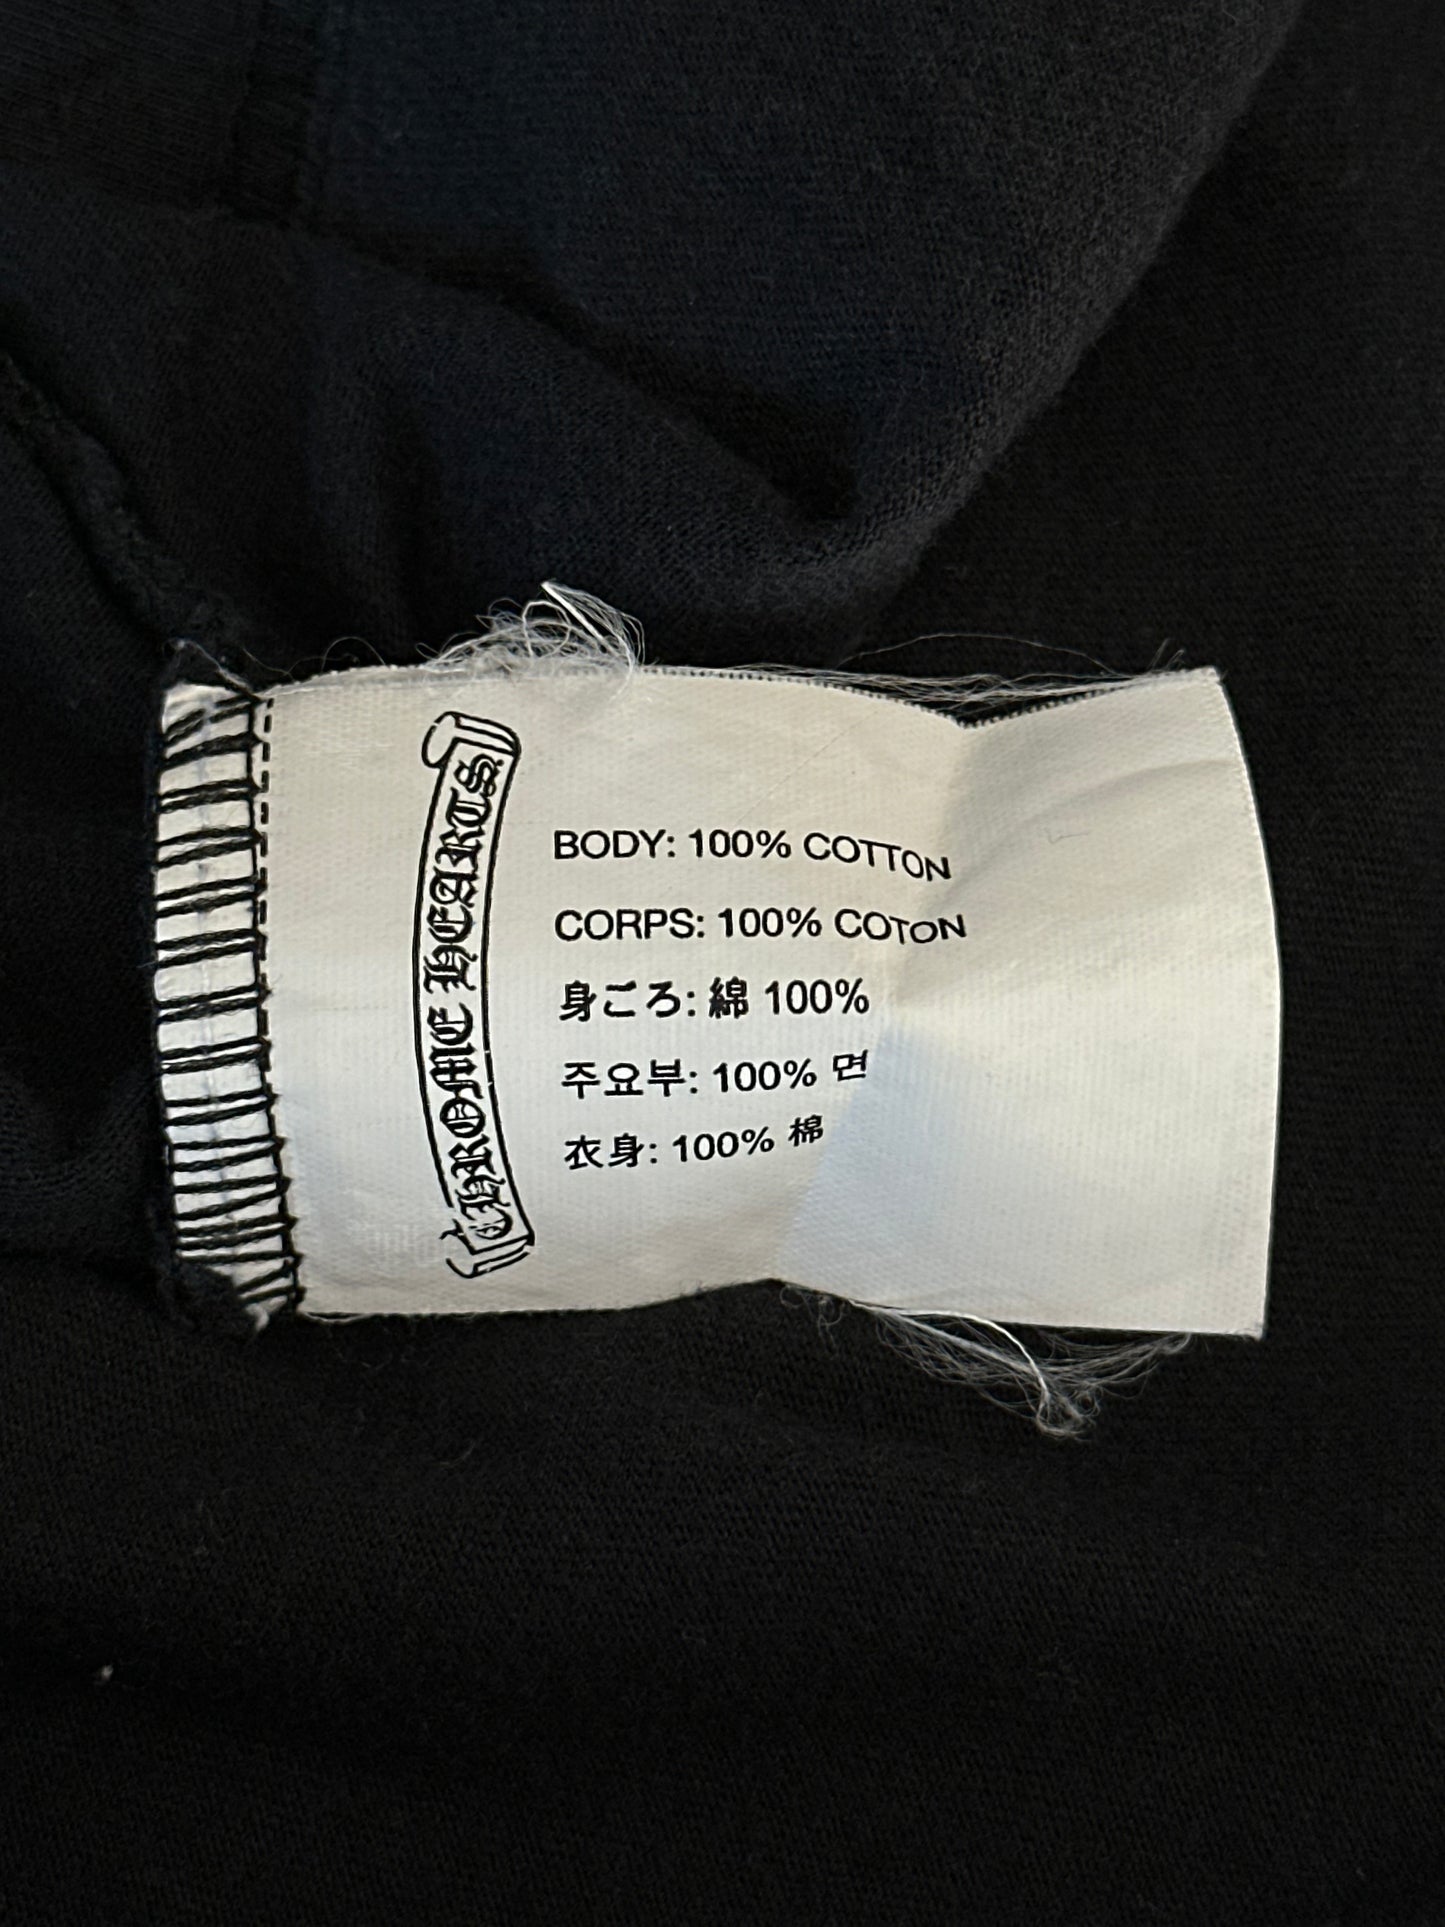 CHROME HEARTS
BODY: 100% COTTON
CORPS: 100% COTON
身ごろ: 綿 100%
주요부: 100% 면
衣身: 100% 棉